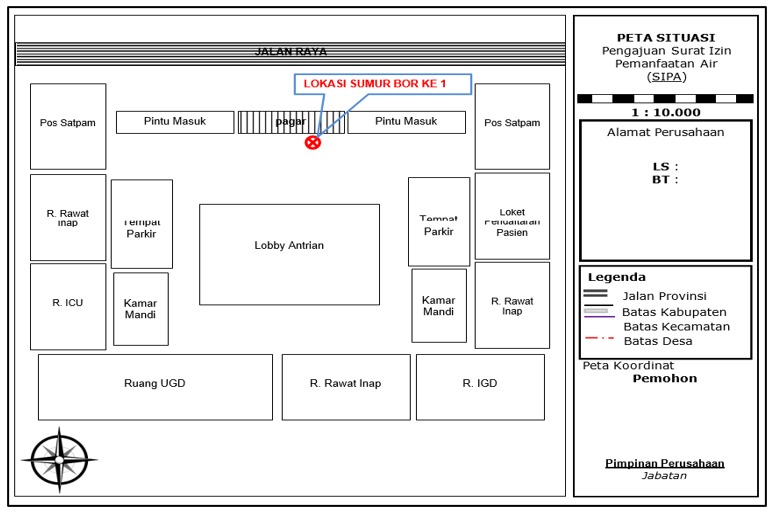 JALAN RAYA
LOKASI SUMUR BOR KE 1
Pos Satpam
Pintu Masuk
pagar
Pintu Masuk
Pos Satpam
R. Rawat
Inap
Tempat
Parkir
Lobby Antrian
Tempat
Parkir
Loket
Pendaftaran
Pasien
R. ICU
Kamar
Mandi
Kamar
Mandi
R. Rawat
Inap
Ruang UGD
R. Rawat Inap
R. IGD
PETA SITUASI
Pengajuan Surat Izin
Pemanfaatan Air
(SIPA)
1 : 10.000
Alamat Perusahaan
LS :
BT :
Legenda
Jalan Provinsi
Batas Kabupaten
Batas Kecamatan
Batas Desa
Peta Koordinat
Pemohon
Pimpinan Perusahaan
Jabatan